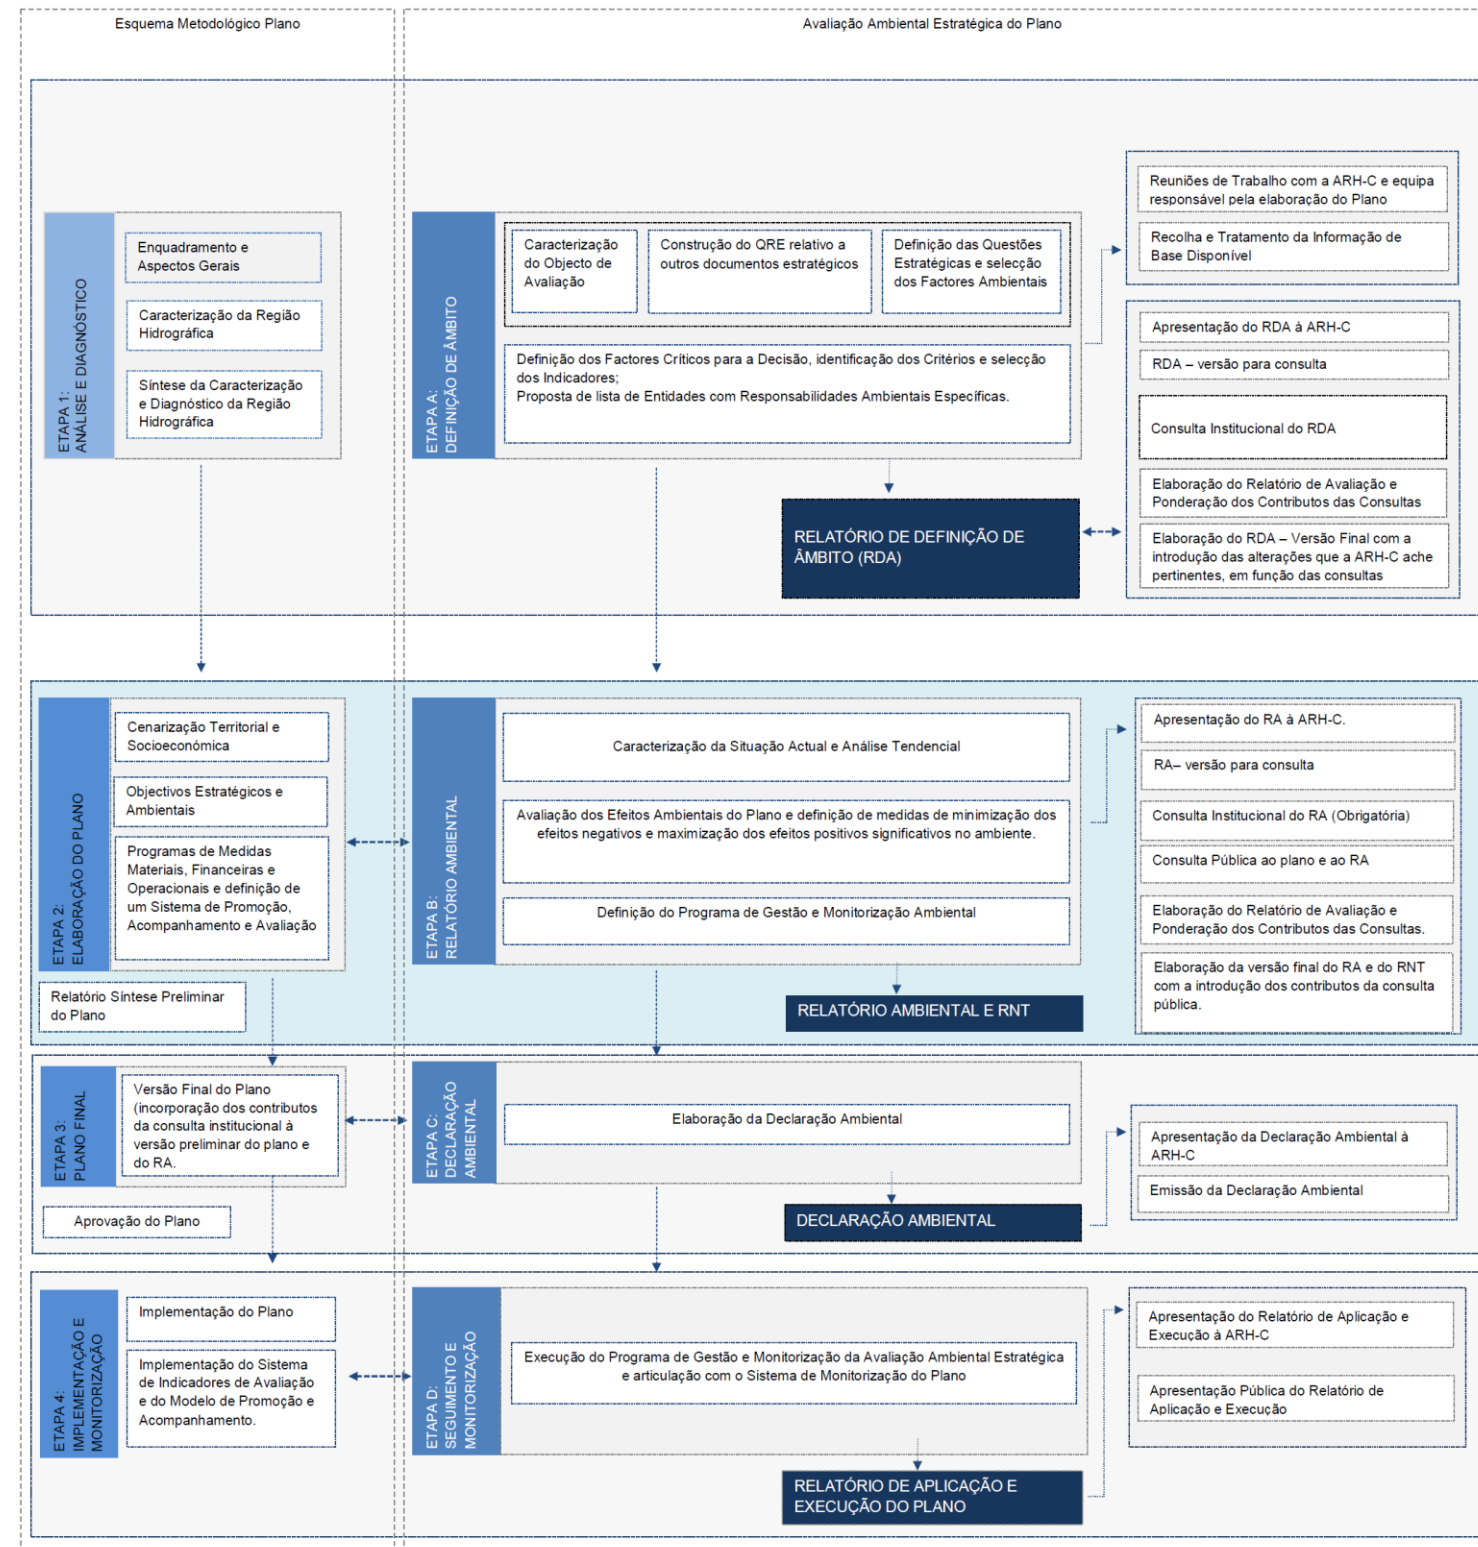 Esquema Metodológico Plano
Avaliação Ambiental Estratégica do Plano
ETAPA 1:
ANÁLISE E DIAGNÓSTICO
Enquadramento e
Aspectos Gerais
Caracterização da Região
Hidrográfica
Síntese da Caracterização
e Diagnóstico da Região
Hidrográfica
ETAPA A:
DEFINIÇÃO DE ÂMBITO
Caracterização
do Objecto de
Avaliação
Construção do QRE relativo a
outros documentos estratégicos
Definição das Questões
Estratégicas e selecção
dos Factores Ambientais
Definição dos Factores Críticos para a Decisão, identificação dos Critérios e selecção
dos Indicadores;
Proposta de lista de Entidades com Responsabilidades Ambientais Específicas.
RELATÓRIO DE DEFINIÇÃO DE
ÂMBITO (RDA)
Reuniões de Trabalho com a ARH-C e equipa
responsável pela elaboração do Plano
Recolha e Tratamento da Informação de
Base Disponível
Apresentação do RDA à ARH-C
RDA – versão para consulta
Consulta Institucional do RDA
Elaboração do Relatório de Avaliação e
Ponderação dos Contributos das Consultas
Elaboração do RDA – Versão Final com a
introdução das alterações que a ARH-C ache
pertinentes, em função das consultas
ETAPA 2:
ELABORAÇÃO DO PLANO
Cenarização Territorial e
Socioeconómica
Objectivos Estratégicos e
Ambientais
Programas de Medidas
Materiais, Financeiras e
Operacionais e definição de
um Sistema de Promoção,
Acompanhamento e Avaliação
Relatório Síntese Preliminar
do Plano
ETAPA B:
RELATÓRIO AMBIENTAL
Caracterização da Situação Actual e Análise Tendencial
Avaliação dos Efeitos Ambientais do Plano e definição de medidas de minimização dos
efeitos negativos e maximização dos efeitos positivos significativos no ambiente.
Definição do Programa de Gestão e Monitorização Ambiental
RELATÓRIO AMBIENTAL E RNT
Apresentação do RA à ARH-C.
RA– versão para consulta
Consulta Institucional do RA (Obrigatória)
Consulta Pública ao plano e ao RA
Elaboração do Relatório de Avaliação e
Ponderação dos Contributos das Consultas.
Elaboração da versão final do RA e do RNT
com a introdução dos contributos da consulta
pública.
ETAPA 3:
PLANO FINAL
Versão Final do Plano
(incorporação dos contributos
da consulta institucional à
versão preliminar do plano e
do RA.
Aprovação do Plano
ETAPA C:
DECLARAÇÃO
AMBIENTAL
Elaboração da Declaração Ambiental
DECLARAÇÃO AMBIENTAL
Apresentação da Declaração Ambiental à
ARH-C
Emissão da Declaração Ambiental
ETAPA 4:
IMPLEMENTAÇÃO E
MONITORIZAÇÃO
Implementação do Plano
Implementação do Sistema
de Indicadores de Avaliação
e do Modelo de Promoção e
Acompanhamento.
ETAPA D:
SEGUIMENTO E
MONITORIZAÇÃO
Execução do Programa de Gestão e Monitorização da Avaliação Ambiental Estratégica
e articulação com o Sistema de Monitorização do Plano
RELATÓRIO DE APLICAÇÃO E
EXECUÇÃO DO PLANO
Apresentação do Relatório de Aplicação e
Execução à ARH-C
Apresentação Pública do Relatório de
Aplicação e Execução